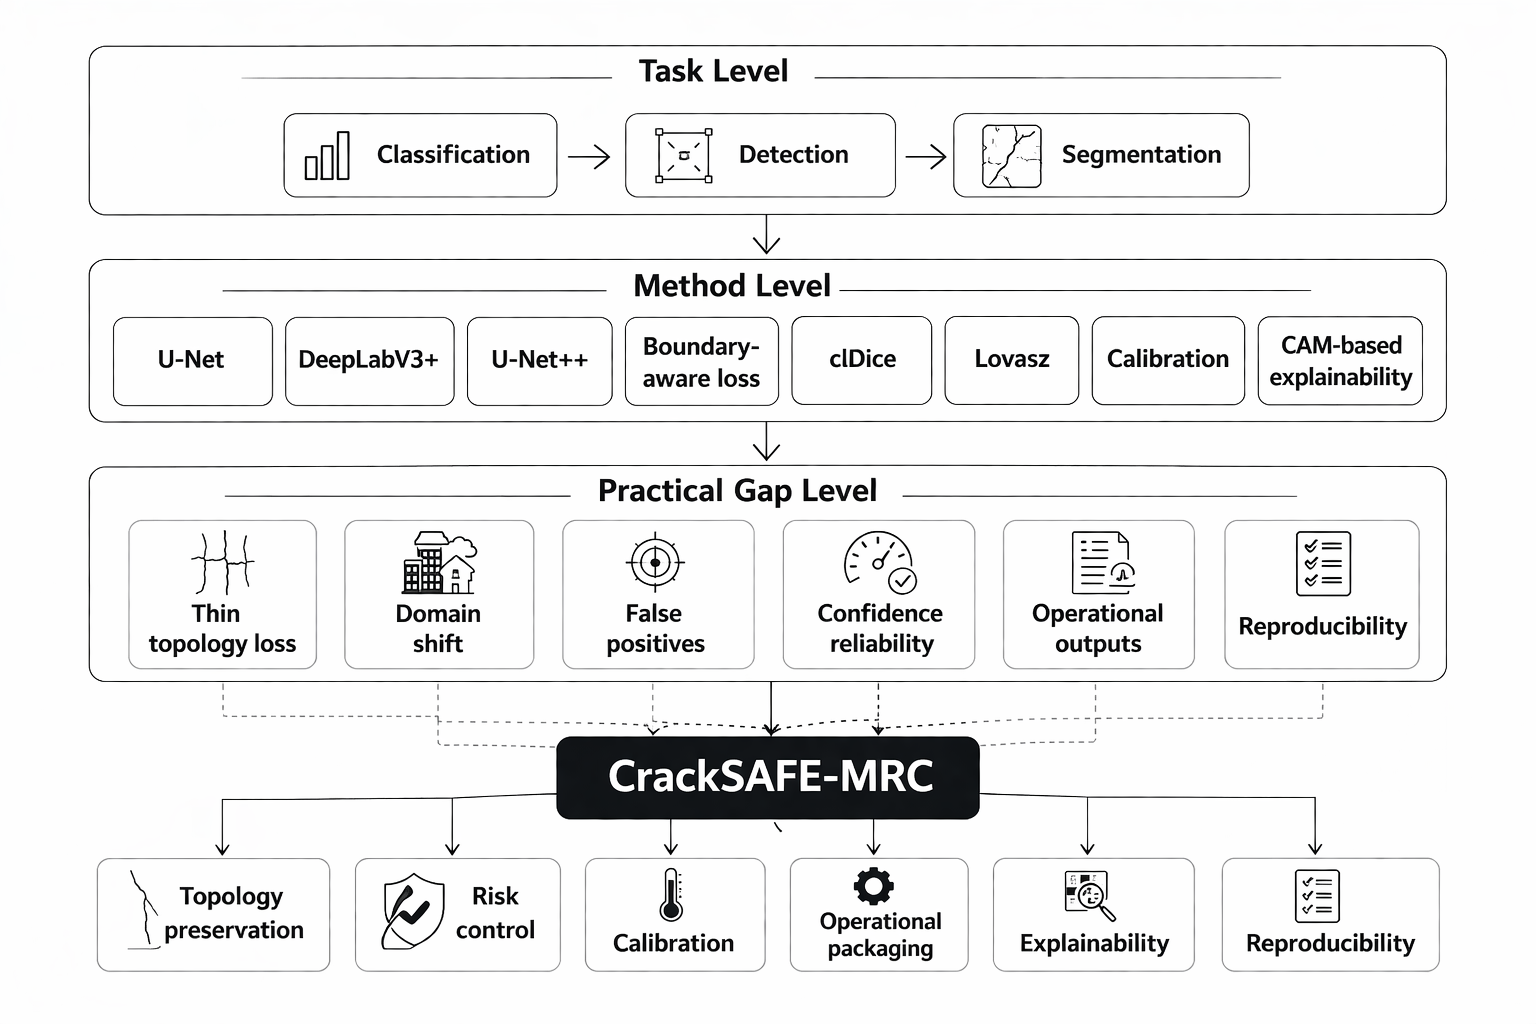 Task Level
Classification
Detection
Segmentation
Method Level
U-Net
DeepLabV3+
U-Net++
Boundary-
aware loss
clDice
Lovasz
Calibration
CAM-based
explainability
Practical Gap Level
Thin
topology loss
Domain
shift
False
positives
Confidence
reliability
Operational
outputs
Reproducibility
CrackSAFE-MRC
Topology
preservation
Risk
control
Calibration
Operational
packaging
Explainability
Reproducibility